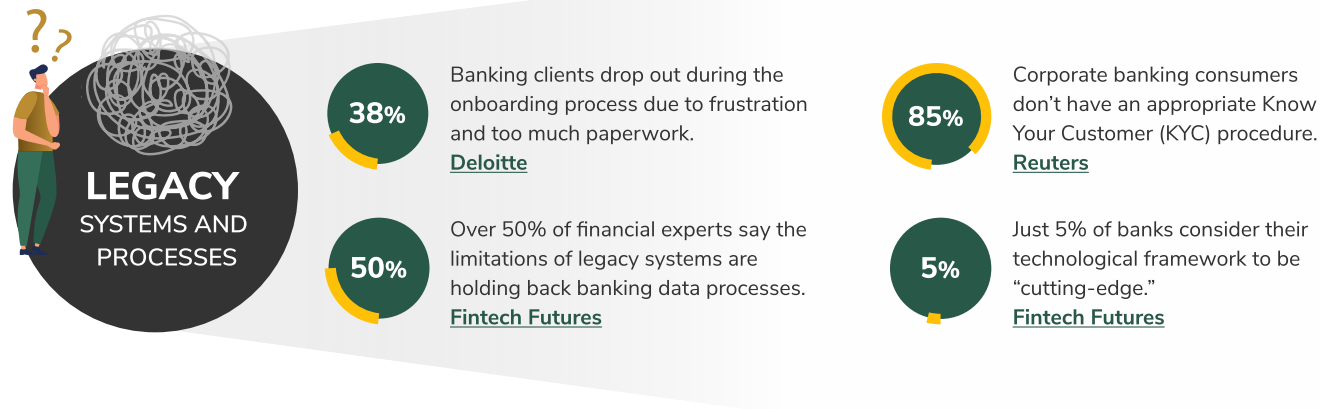 ? ?
LEGACY
SYSTEMS AND
PROCESSES
38%
Banking clients drop out during the
onboarding process due to frustration
and too much paperwork.
Deloitte
50%
Over 50% of financial experts say the
limitations of legacy systems are
holding back banking data processes.
Fintech Futures
85%
Corporate banking consumers
don’t have an appropriate Know
Your Customer (KYC) procedure.
Reuters
5%
Just 5% of banks consider their
technological framework to be
“cutting-edge.”
Fintech Futures